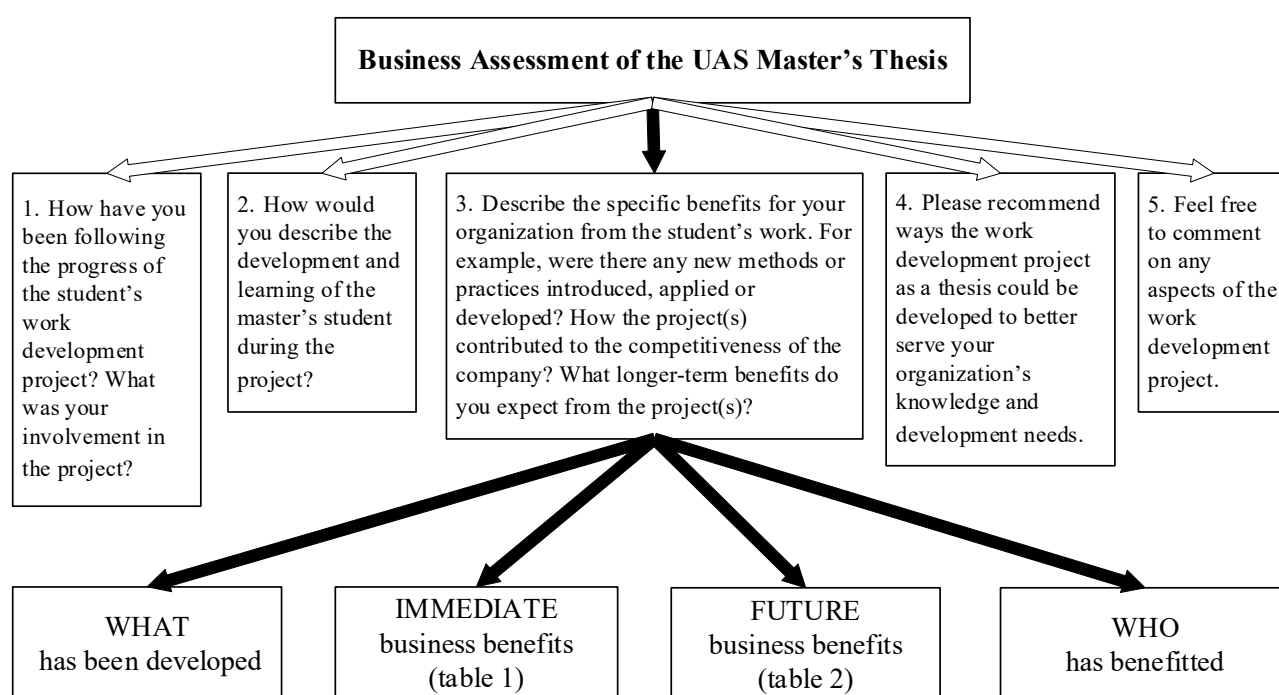 Business Assessment of the UAS Master’s Thesis
1. How have you
been following
the progress of
the student’s
work
development
project? What
was your
involvement in
the project?
2. How would
you describe the
development and
learning of the
master’s student
during the
project?
3. Describe the specific benefits for your
organization from the student’s work. For
example, were there any new methods or
practices introduced, applied or
developed? How the project(s)
contributed to the competitiveness of the
company? What longer-term benefits do
you expect from the project(s)?
4. Please recommend
ways the work
development project
as a thesis could be
developed to better
serve your
organization’s
knowledge and
development needs.
5. Feel free
to comment
on any
aspects of the
work
development
project.
WHAT
has been developed
IMMEDIATE
business benefits
(table 1)
FUTURE
business benefits
(table 2)
WHO
has benefitted